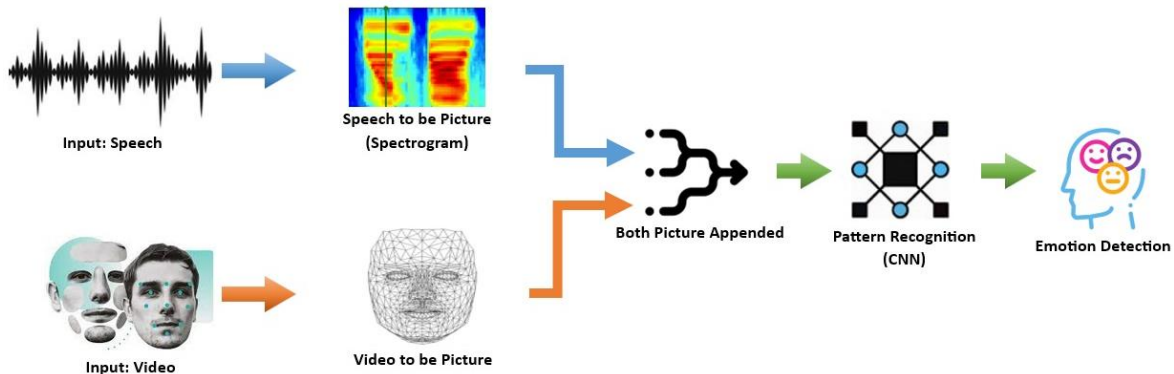 Input: Speech
Speech to be Picture
(Spectrogram)
Both Picture Appended
Pattern Recognition
(CNN)
Emotion Detection
Input: Video
Video to be Picture